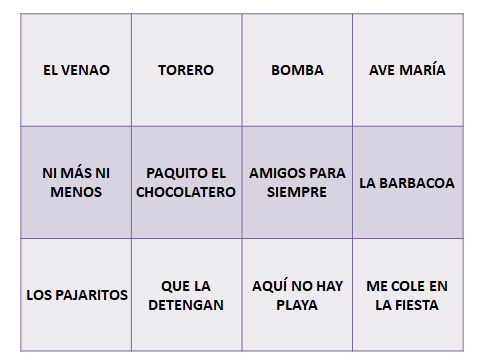 EL VENAO
TORERO
BOMBA
AVE MARÍA
NI MÁS NI
MENOS
PAQUITO EL
CHOCOLATERO
AMIGOS PARA
SIEMPRE
LA BARBACOA
LOS PAJARITOS
QUE LA
DETENGAN
AQUÍ NO HAY
PLAYA
ME COLE EN
LA FIESTA